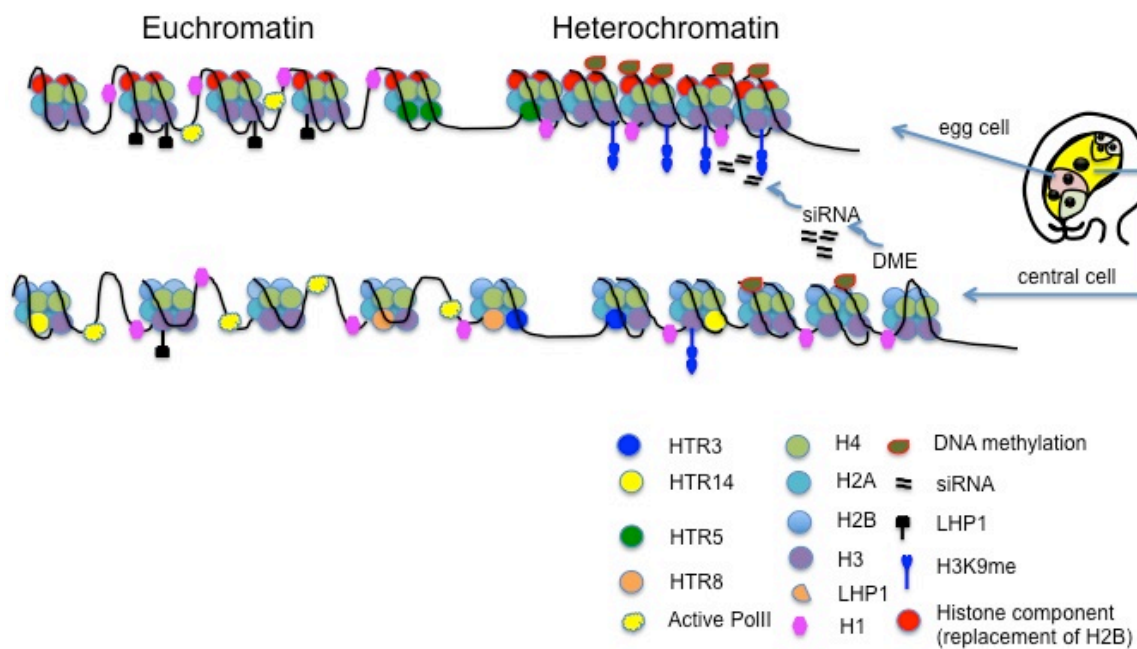 Euchromatin
Heterochromatin
egg cell
siRNA
DME
central cell
HTR3
HTR14
HTR5
HTR8
Active PolII
H4
H2A
H2B
H3
LHP1
H1
DNA methylation
siRNA
LHP1
H3K9me
Histone component
(replacement of H2B)